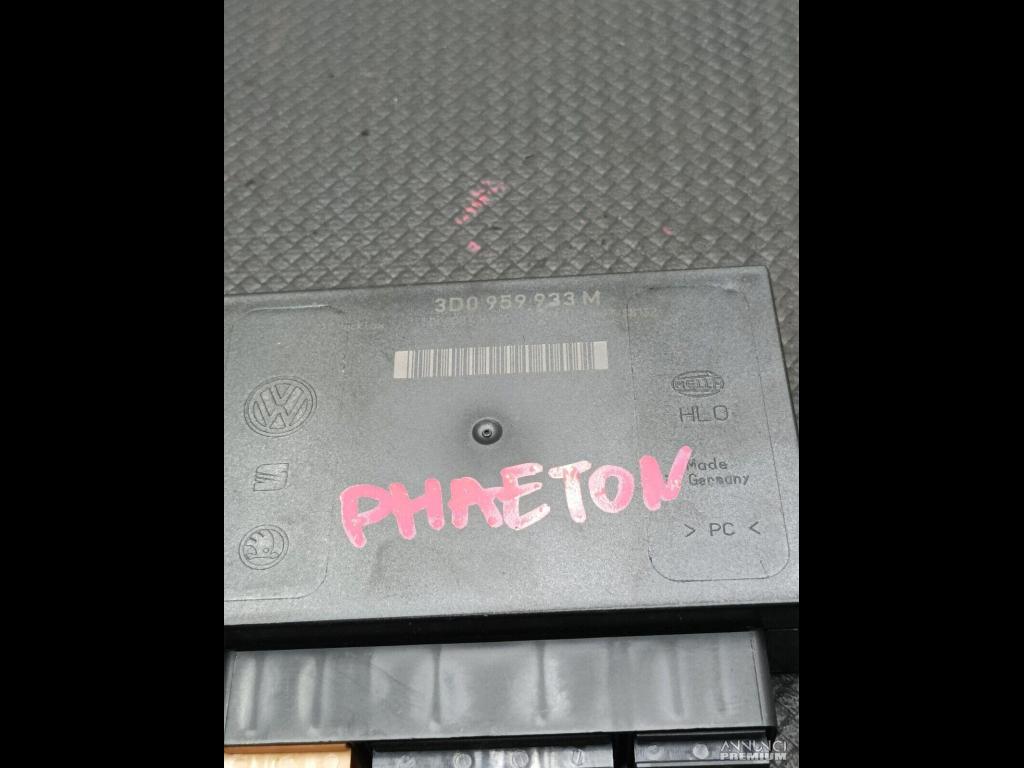 3D0 959 933 M
HELLA
HLO
Made
Germany
PHAETON
> PC <
ANNUNCI
PREMIUM